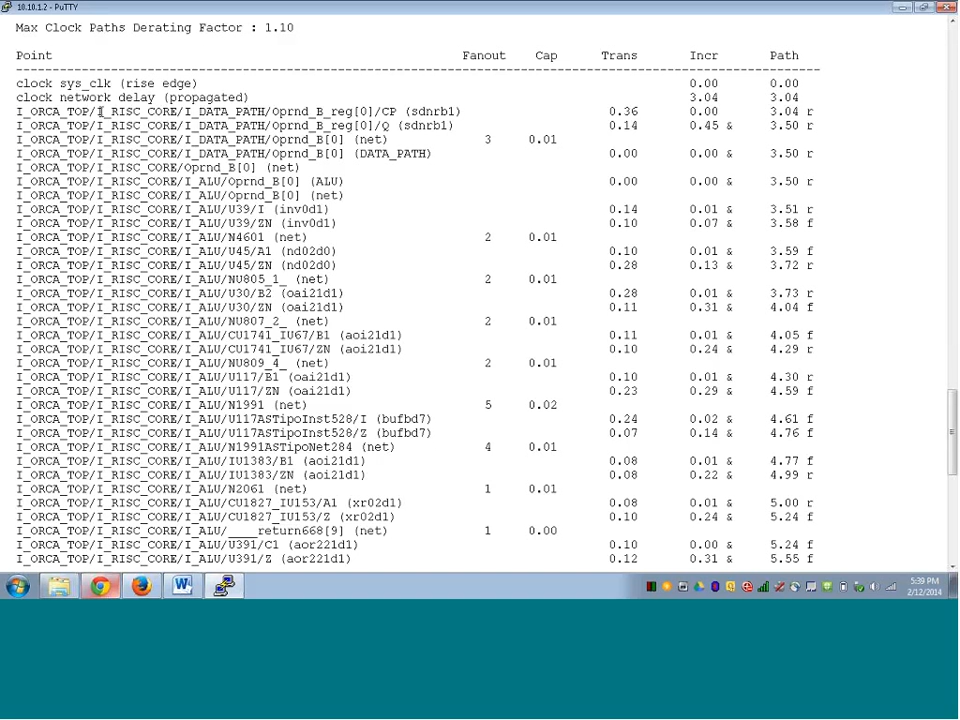 10.10.1.2 - PuTTY
Max Clock Paths Derating Factor : 1.10
Point Fanout Cap Trans Incr Path
--------------------------------------------------------------------------------
clock sys_clk (rise edge) 0.00 0.00
clock network delay (propagated) 3.04 3.04
I_ORCA_TOP/I_RISC_CORE/I_DATA_PATH/Oprnd_B_reg[0]/CP (sdnrb1) 0.36 0.00 3.04 r
I_ORCA_TOP/I_RISC_CORE/I_DATA_PATH/Oprnd_B_reg[0]/Q (sdnrb1) 0.14 0.45 & 3.50 r
I_ORCA_TOP/I_RISC_CORE/I_DATA_PATH/Oprnd_B[0] (net) 3 0.01
I_ORCA_TOP/I_RISC_CORE/I_DATA_PATH/Oprnd_B[0] (DATA_PATH) 0.00 0.00 & 3.50 r
I_ORCA_TOP/I_RISC_CORE/Oprnd_B[0] (net)
I_ORCA_TOP/I_RISC_CORE/I_ALU/Oprnd_B[0] (ALU) 0.00 0.00 & 3.50 r
I_ORCA_TOP/I_RISC_CORE/I_ALU/Oprnd_B[0] (net)
I_ORCA_TOP/I_RISC_CORE/I_ALU/U39/I (inv0d1) 0.14 0.01 & 3.51 r
I_ORCA_TOP/I_RISC_CORE/I_ALU/U39/ZN (inv0d1) 0.10 0.07 & 3.58 f
I_ORCA_TOP/I_RISC_CORE/I_ALU/N4601 (net) 2 0.01
I_ORCA_TOP/I_RISC_CORE/I_ALU/U45/A1 (nd02d0) 0.10 0.01 & 3.59 f
I_ORCA_TOP/I_RISC_CORE/I_ALU/U45/ZN (nd02d0) 0.28 0.13 & 3.72 r
I_ORCA_TOP/I_RISC_CORE/I_ALU/NU805_1_ (net) 2 0.01
I_ORCA_TOP/I_RISC_CORE/I_ALU/U30/B2 (oai21d1) 0.28 0.01 & 3.73 r
I_ORCA_TOP/I_RISC_CORE/I_ALU/U30/ZN (oai21d1) 0.11 0.31 & 4.04 f
I_ORCA_TOP/I_RISC_CORE/I_ALU/NU807_2_ (net) 2 0.01
I_ORCA_TOP/I_RISC_CORE/I_ALU/CU1741_IU67/B1 (aoi21d1) 0.11 0.01 & 4.05 f
I_ORCA_TOP/I_RISC_CORE/I_ALU/CU1741_IU67/ZN (aoi21d1) 0.10 0.24 & 4.29 r
I_ORCA_TOP/I_RISC_CORE/I_ALU/NU809_4_ (net) 2 0.01
I_ORCA_TOP/I_RISC_CORE/I_ALU/U117/B1 (oai21d1) 0.10 0.01 & 4.30 r
I_ORCA_TOP/I_RISC_CORE/I_ALU/U117/ZN (oai21d1) 0.23 0.29 & 4.59 f
I_ORCA_TOP/I_RISC_CORE/I_ALU/N1991 (net) 5 0.02
I_ORCA_TOP/I_RISC_CORE/I_ALU/U117ASTipoInst528/I (bufbd7) 0.24 0.02 & 4.61 f
I_ORCA_TOP/I_RISC_CORE/I_ALU/U117ASTipoInst528/Z (bufbd7) 0.07 0.14 & 4.76 f
I_ORCA_TOP/I_RISC_CORE/I_ALU/N1991ASTipoNet284 (net) 4 0.01
I_ORCA_TOP/I_RISC_CORE/I_ALU/IU1383/B1 (aoi21d1) 0.08 0.01 & 4.77 f
I_ORCA_TOP/I_RISC_CORE/I_ALU/IU1383/ZN (aoi21d1) 0.08 0.22 & 4.99 r
I_ORCA_TOP/I_RISC_CORE/I_ALU/N2061 (net) 1 0.01
I_ORCA_TOP/I_RISC_CORE/I_ALU/CU1827_IU153/A1 (xr02d1) 0.08 0.01 & 5.00 r
I_ORCA_TOP/I_RISC_CORE/I_ALU/CU1827_IU153/Z (xr02d1) 0.10 0.24 & 5.24 f
I_ORCA_TOP/I_RISC_CORE/I_ALU/____return668[9] (net) 1 0.00
I_ORCA_TOP/I_RISC_CORE/I_ALU/U391/C1 (aor221d1) 0.10 0.00 & 5.24 f
I_ORCA_TOP/I_RISC_CORE/I_ALU/U391/Z (aor221d1) 0.12 0.31 & 5.55 f
5:39 PM
2/12/2014